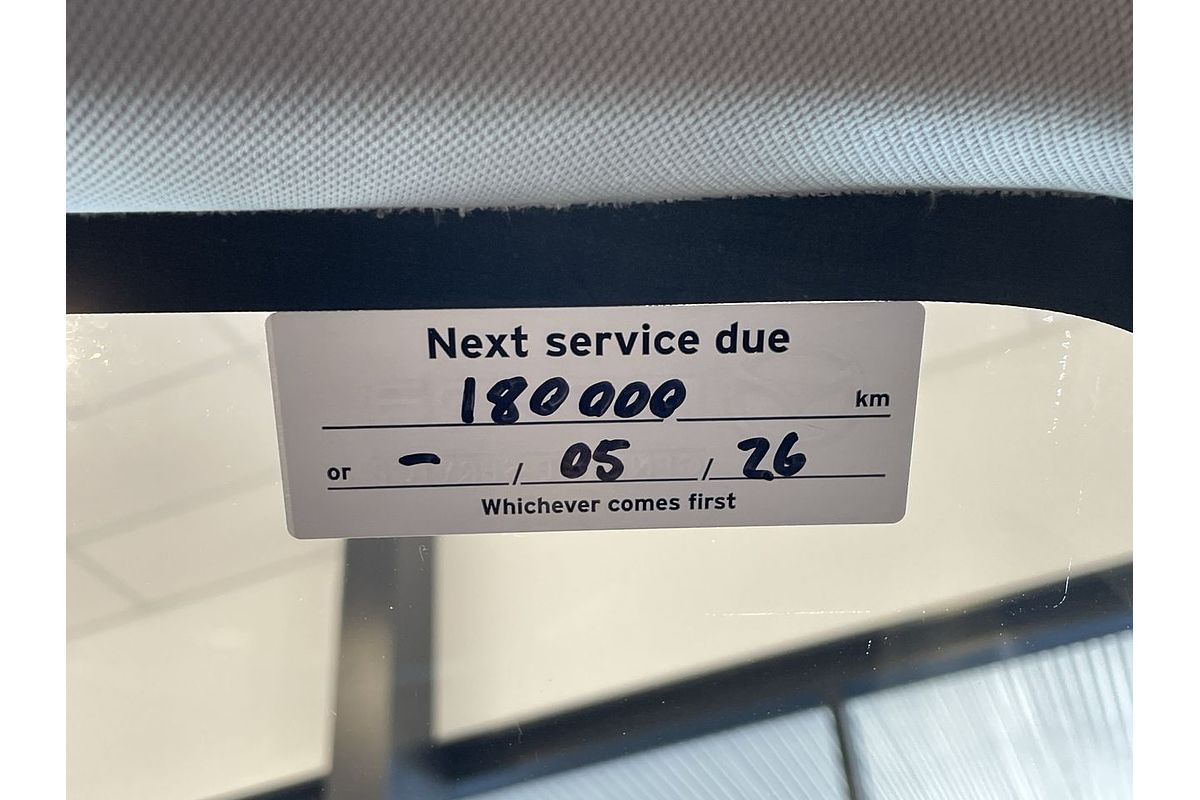 Next service due
180000 km
or - / 05 / 26
Whichever comes first